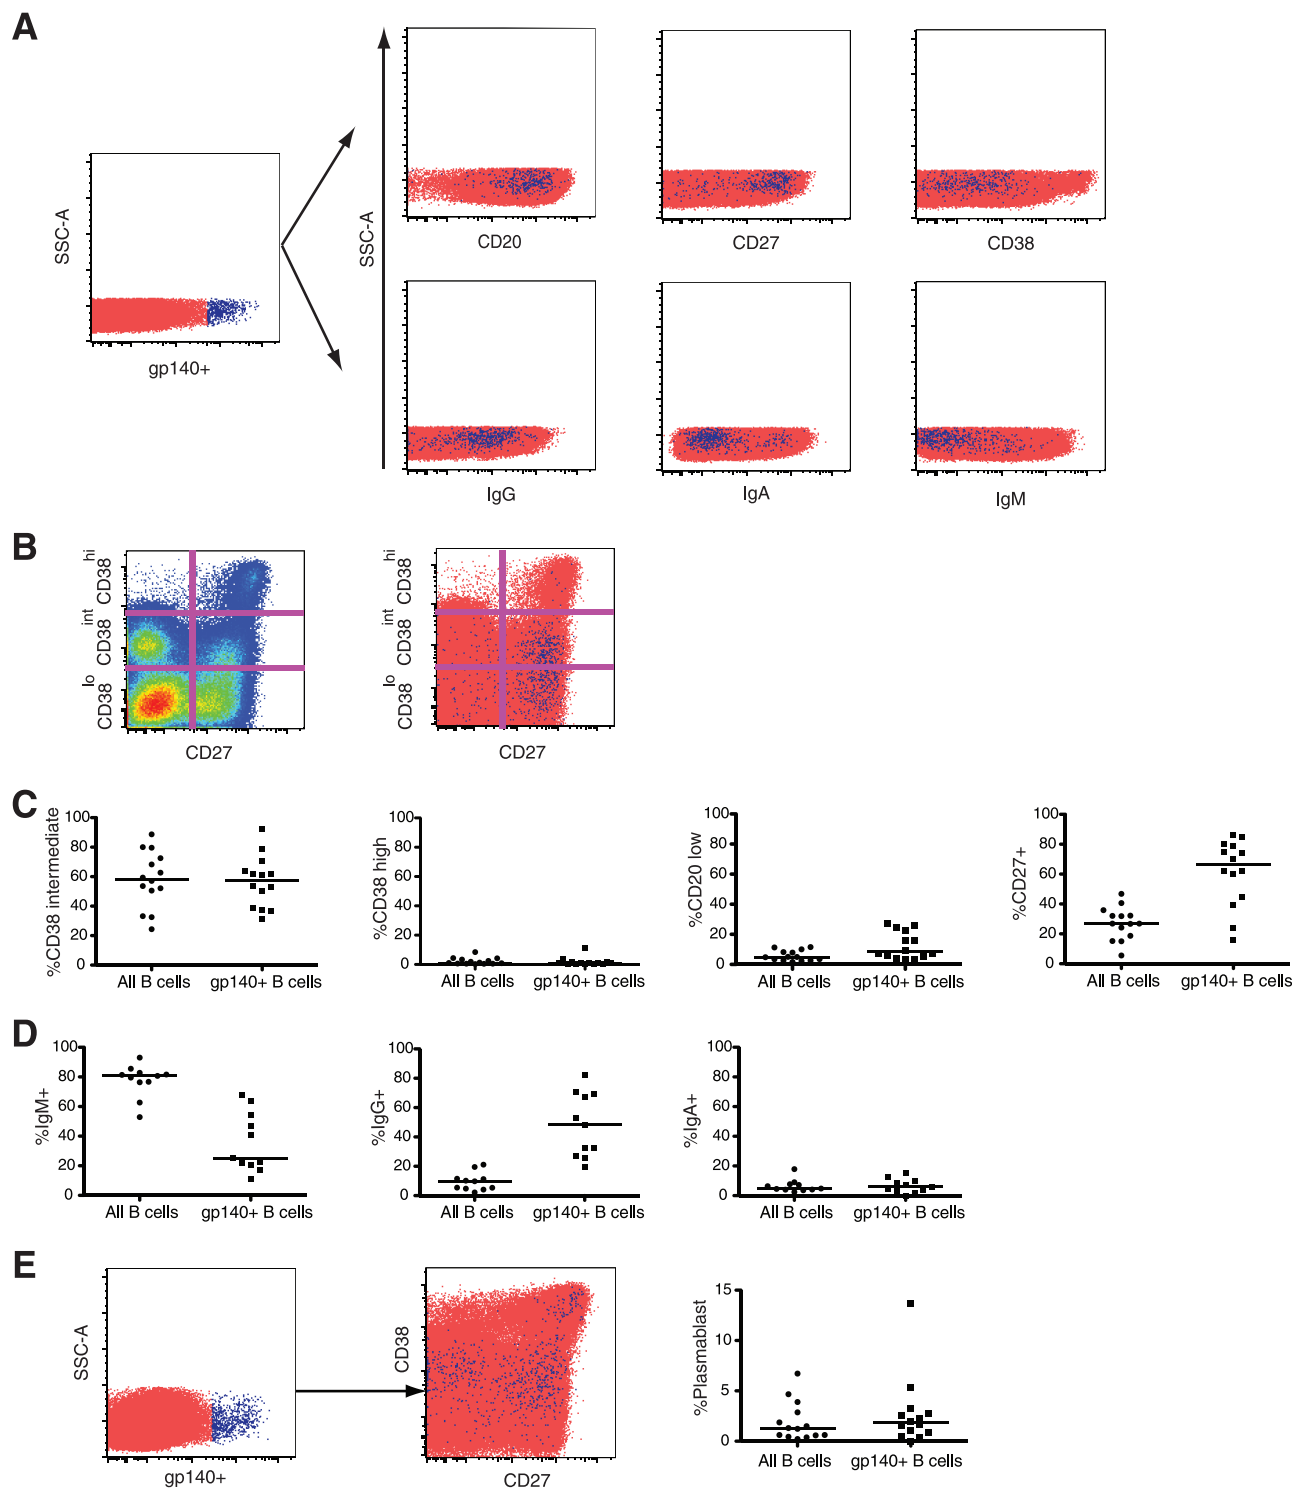 A
SSC-A
gp140+
SSC-A
CD20
CD27
CD38
IgG
IgA
IgM
B
CD38 lo
CD38 int
CD38 hi
CD27
CD38 lo
CD38 int
CD38 hi
CD27
C
%CD38 intermediate
100
80
60
40
20
0
All B cells
gp140+ B cells
%CD38 high
100
80
60
40
20
0
All B cells
gp140+ B cells
%CD20 low
100
80
60
40
20
0
All B cells
gp140+ B cells
%CD27+
100
80
60
40
20
0
All B cells
gp140+ B cells
D
%IgM+
100
80
60
40
20
0
All B cells
gp140+ B cells
%IgG+
100
80
60
40
20
0
All B cells
gp140+ B cells
%IgA+
100
80
60
40
20
0
All B cells
gp140+ B cells
E
SSC-A
gp140+
CD38
CD27
%Plasmablast
15
10
5
0
All B cells
gp140+ B cells